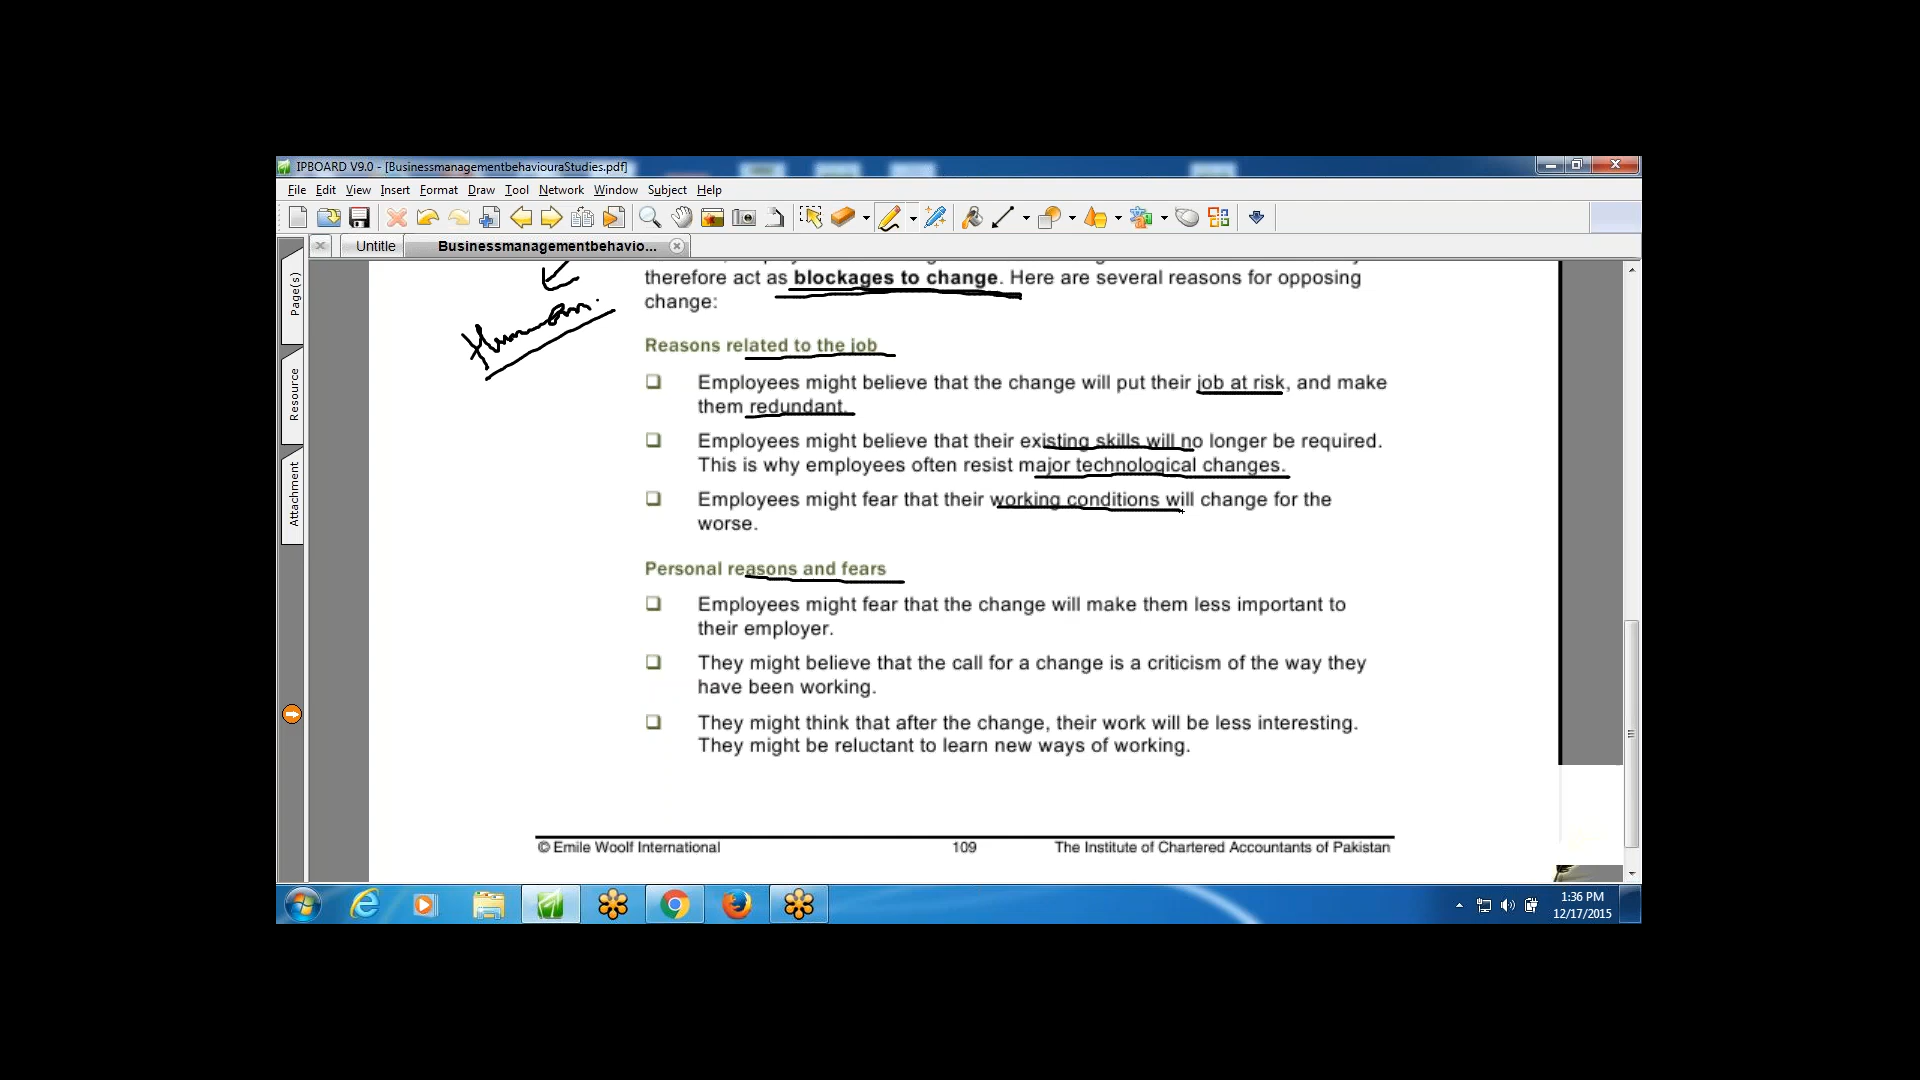 IPBOARD V9.0 - [BusinessmanagementbehaviouraStudies.pdf]
File Edit View Insert Format Draw Tool Network Window Subject Help
Untitle Businessmanagementbehavio...
Page(s)
Resource
Attachment
therefore act as blockages to change. Here are several reasons for opposing
change:
Human
Reasons related to the job
Employees might believe that the change will put their job at risk, and make
them redundant.
Employees might believe that their existing skills will no longer be required.
This is why employees often resist major technological changes.
Employees might fear that their working conditions will change for the
worse.
Personal reasons and fears
Employees might fear that the change will make them less important to
their employer.
They might believe that the call for a change is a criticism of the way they
have been working.
They might think that after the change, their work will be less interesting.
They might be reluctant to learn new ways of working.
© Emile Woolf International 109 The Institute of Chartered Accountants of Pakistan
1:36 PM
12/17/2015